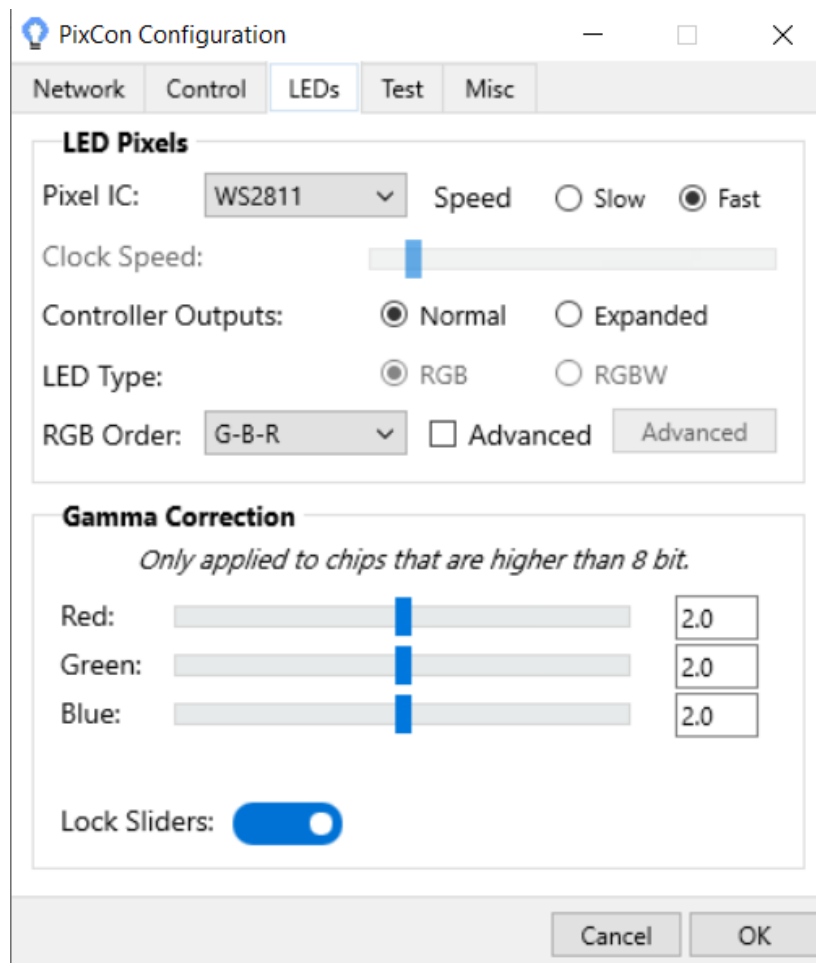 PixCon Configuration
Network Control LEDs Test Misc
LED Pixels
Pixel IC: WS2811 Speed Slow Fast
Clock Speed:
Controller Outputs: Normal Expanded
LED Type: RGB RGBW
RGB Order: G-B-R Advanced Advanced
Gamma Correction
Only applied to chips that are higher than 8 bit.
Red: 2.0
Green: 2.0
Blue: 2.0
Lock Sliders:
Cancel OK